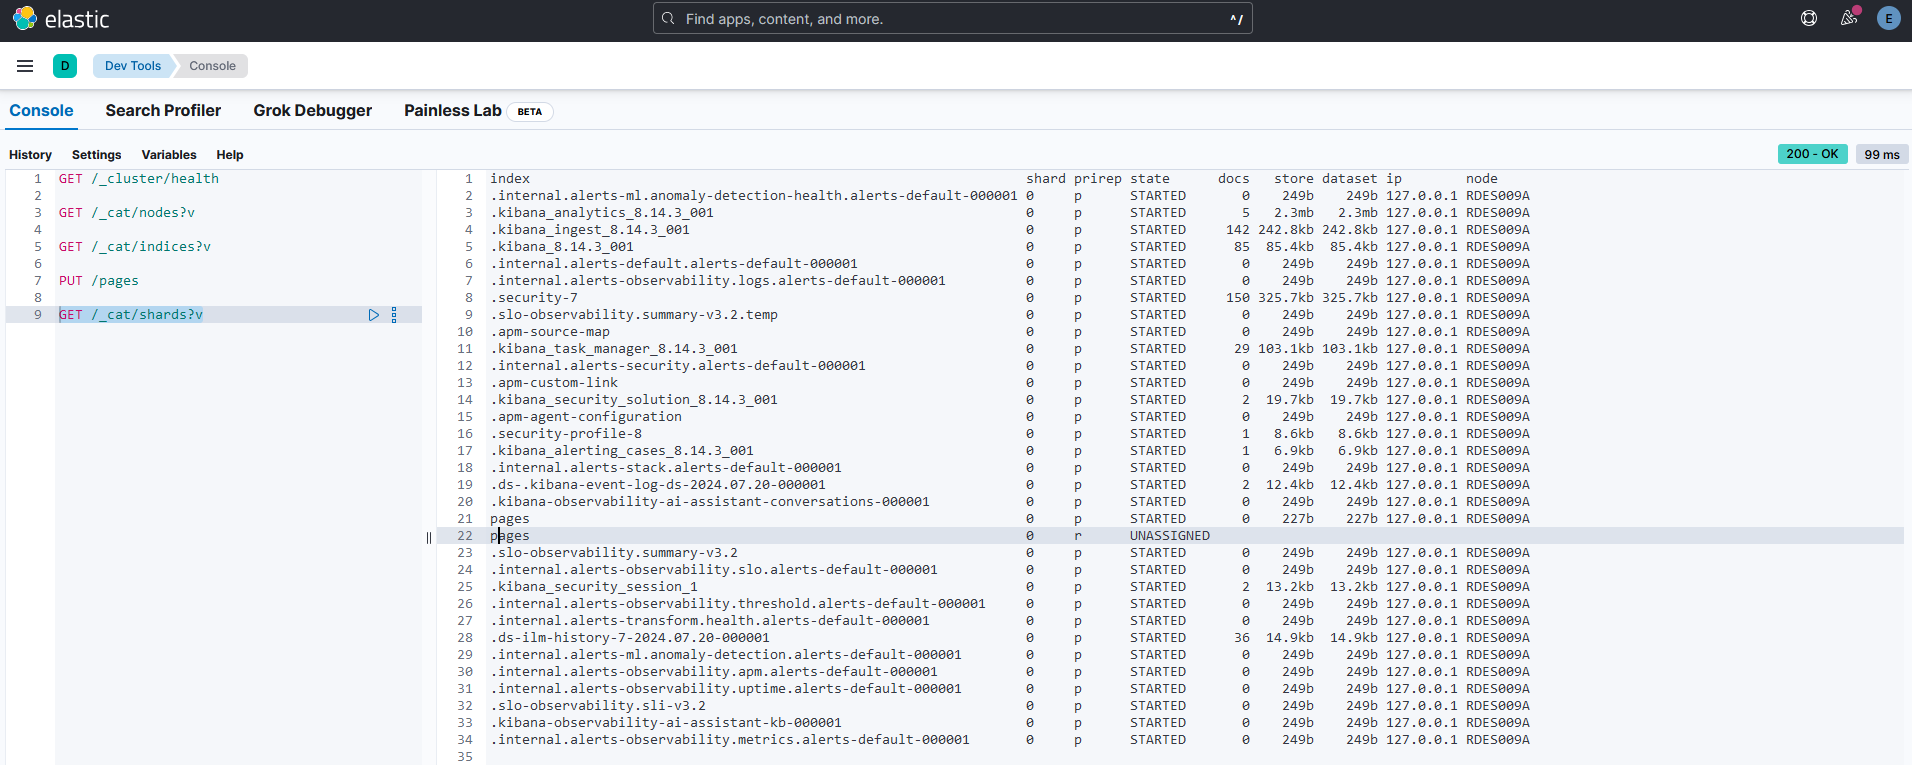 elastic
Find apps, content, and more.
^/
E
D
Dev Tools
Console
Console
Search Profiler
Grok Debugger
Painless Lab
BETA
History
Settings
Variables
Help
200 - OK
99 ms
1 GET /_cluster/health
2
3 GET /_cat/nodes?v
4
5 GET /_cat/indices?v
6
7 PUT /pages
8
9 GET /_cat/shards?v
1 index shard prirep state docs store dataset ip node
2 .internal.alerts-ml.anomaly-detection-health.alerts-default-000001 0 p STARTED 0 249b 249b 127.0.0.1 RDES009A
3 .kibana_analytics_8.14.3_001 0 p STARTED 5 2.3mb 2.3mb 127.0.0.1 RDES009A
4 .kibana_ingest_8.14.3_001 0 p STARTED 142 242.8kb 242.8kb 127.0.0.1 RDES009A
5 .kibana_8.14.3_001 0 p STARTED 85 85.4kb 85.4kb 127.0.0.1 RDES009A
6 .internal.alerts-default.alerts-default-000001 0 p STARTED 0 249b 249b 127.0.0.1 RDES009A
7 .internal.alerts-observability.logs.alerts-default-000001 0 p STARTED 0 249b 249b 127.0.0.1 RDES009A
8 .security-7 0 p STARTED 150 325.7kb 325.7kb 127.0.0.1 RDES009A
9 .slo-observability.summary-v3.2.temp 0 p STARTED 0 249b 249b 127.0.0.1 RDES009A
10 .apm-source-map 0 p STARTED 0 249b 249b 127.0.0.1 RDES009A
11 .kibana_task_manager_8.14.3_001 0 p STARTED 29 103.1kb 103.1kb 127.0.0.1 RDES009A
12 .internal.alerts-security.alerts-default-000001 0 p STARTED 0 249b 249b 127.0.0.1 RDES009A
13 .apm-custom-link 0 p STARTED 0 249b 249b 127.0.0.1 RDES009A
14 .kibana_security_solution_8.14.3_001 0 p STARTED 2 19.7kb 19.7kb 127.0.0.1 RDES009A
15 .apm-agent-configuration 0 p STARTED 0 249b 249b 127.0.0.1 RDES009A
16 .security-profile-8 0 p STARTED 1 8.6kb 8.6kb 127.0.0.1 RDES009A
17 .kibana_alerting_cases_8.14.3_001 0 p STARTED 1 6.9kb 6.9kb 127.0.0.1 RDES009A
18 .internal.alerts-stack.alerts-default-000001 0 p STARTED 0 249b 249b 127.0.0.1 RDES009A
19 .ds-.kibana-event-log-ds-2024.07.20-000001 0 p STARTED 2 12.4kb 12.4kb 127.0.0.1 RDES009A
20 .kibana-observability-ai-assistant-conversations-000001 0 p STARTED 0 249b 249b 127.0.0.1 RDES009A
21 pages 0 p STARTED 0 227b 227b 127.0.0.1 RDES009A
22 pages 0 r UNASSIGNED
23 .slo-observability.summary-v3.2 0 p STARTED 0 249b 249b 127.0.0.1 RDES009A
24 .internal.alerts-observability.slo.alerts-default-000001 0 p STARTED 0 249b 249b 127.0.0.1 RDES009A
25 .kibana_security_session_1 0 p STARTED 2 13.2kb 13.2kb 127.0.0.1 RDES009A
26 .internal.alerts-observability.threshold.alerts-default-000001 0 p STARTED 0 249b 249b 127.0.0.1 RDES009A
27 .internal.alerts-transform.health.alerts-default-000001 0 p STARTED 0 249b 249b 127.0.0.1 RDES009A
28 .ds-ilm-history-7-2024.07.20-000001 0 p STARTED 36 14.9kb 14.9kb 127.0.0.1 RDES009A
29 .internal.alerts-ml.anomaly-detection.alerts-default-000001 0 p STARTED 0 249b 249b 127.0.0.1 RDES009A
30 .internal.alerts-observability.apm.alerts-default-000001 0 p STARTED 0 249b 249b 127.0.0.1 RDES009A
31 .internal.alerts-observability.uptime.alerts-default-000001 0 p STARTED 0 249b 249b 127.0.0.1 RDES009A
32 .slo-observability.sli-v3.2 0 p STARTED 0 249b 249b 127.0.0.1 RDES009A
33 .kibana-observability-ai-assistant-kb-000001 0 p STARTED 0 249b 249b 127.0.0.1 RDES009A
34 .internal.alerts-observability.metrics.alerts-default-000001 0 p STARTED 0 249b 249b 127.0.0.1 RDES009A
35